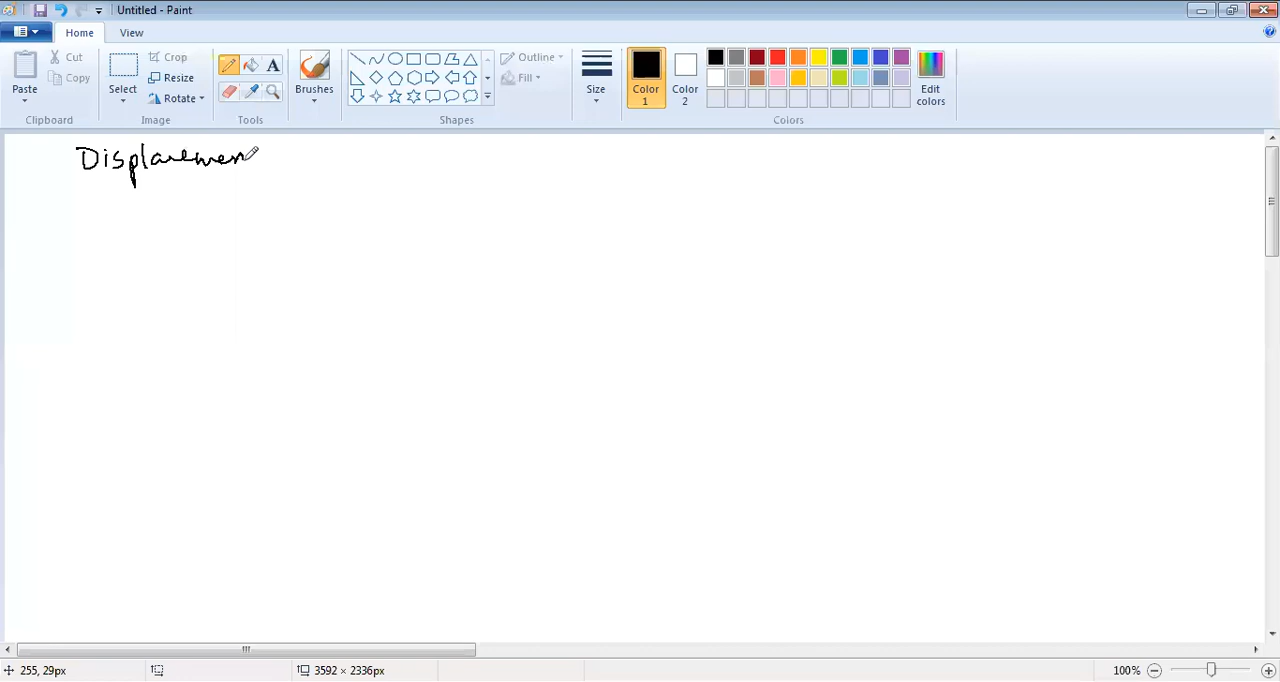 Untitled - Paint
Home View
Paste Cut Copy Select Crop Resize Rotate Brushes Outline Fill Size Color 1 Color 2 Edit colors
Clipboard Image Tools Shapes Colors
Displacemen
255, 29px 3592 × 2336px 100%